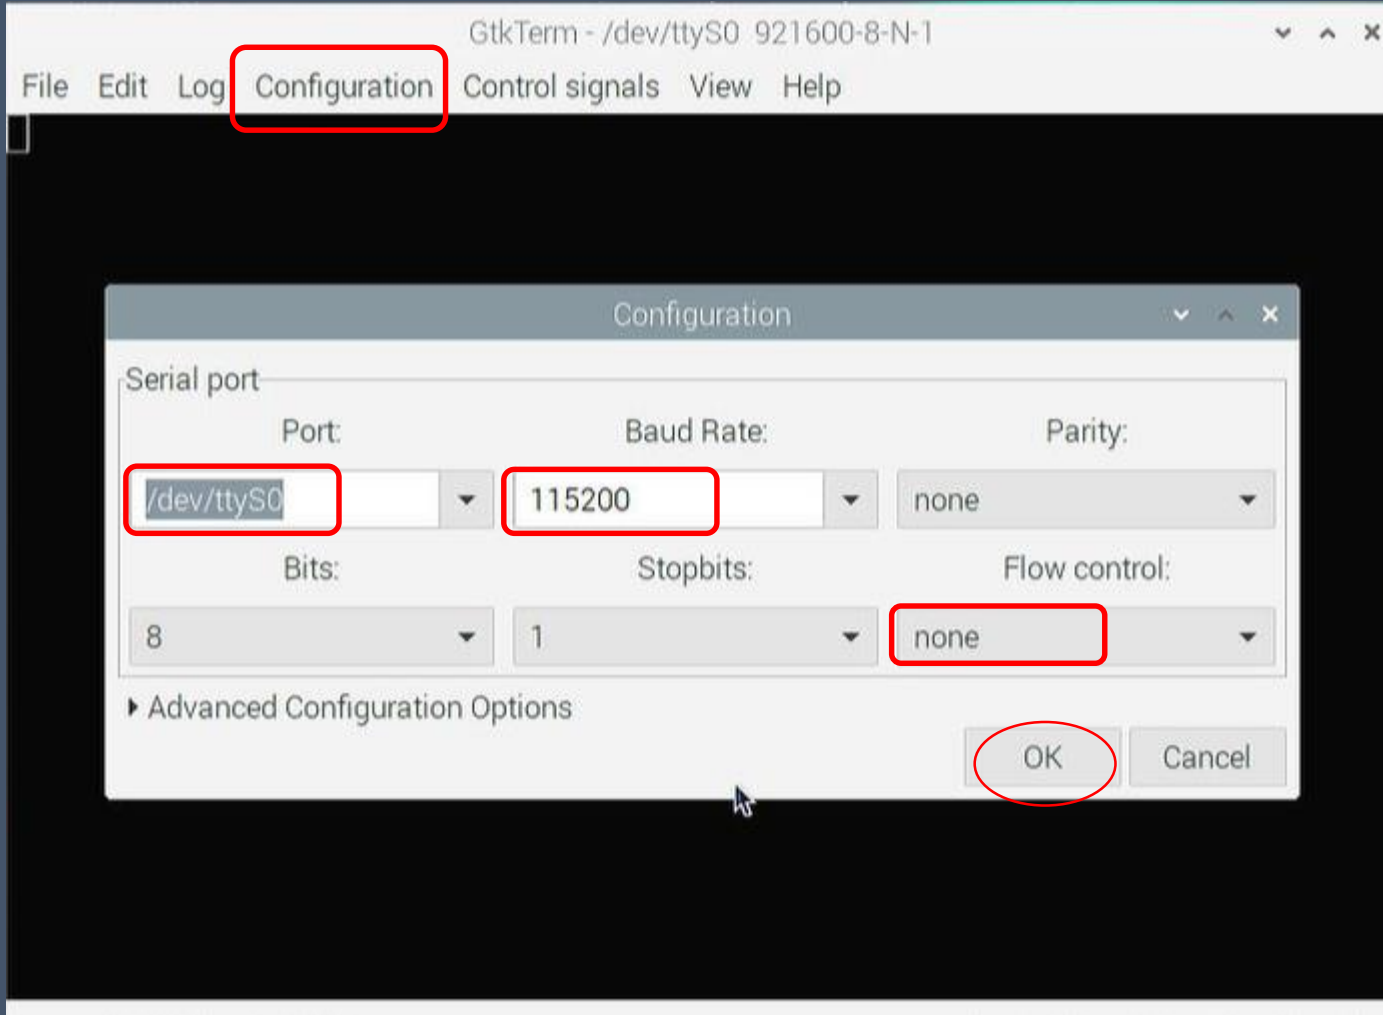 GtkTerm - /dev/ttyS0 921600-8-N-1
File Edit Log Configuration Control signals View Help
Configuration
Serial port
Port: Baud Rate: Parity:
/dev/ttyS0 115200 none
Bits: Stopbits: Flow control:
8 1 none
Advanced Configuration Options
OK Cancel